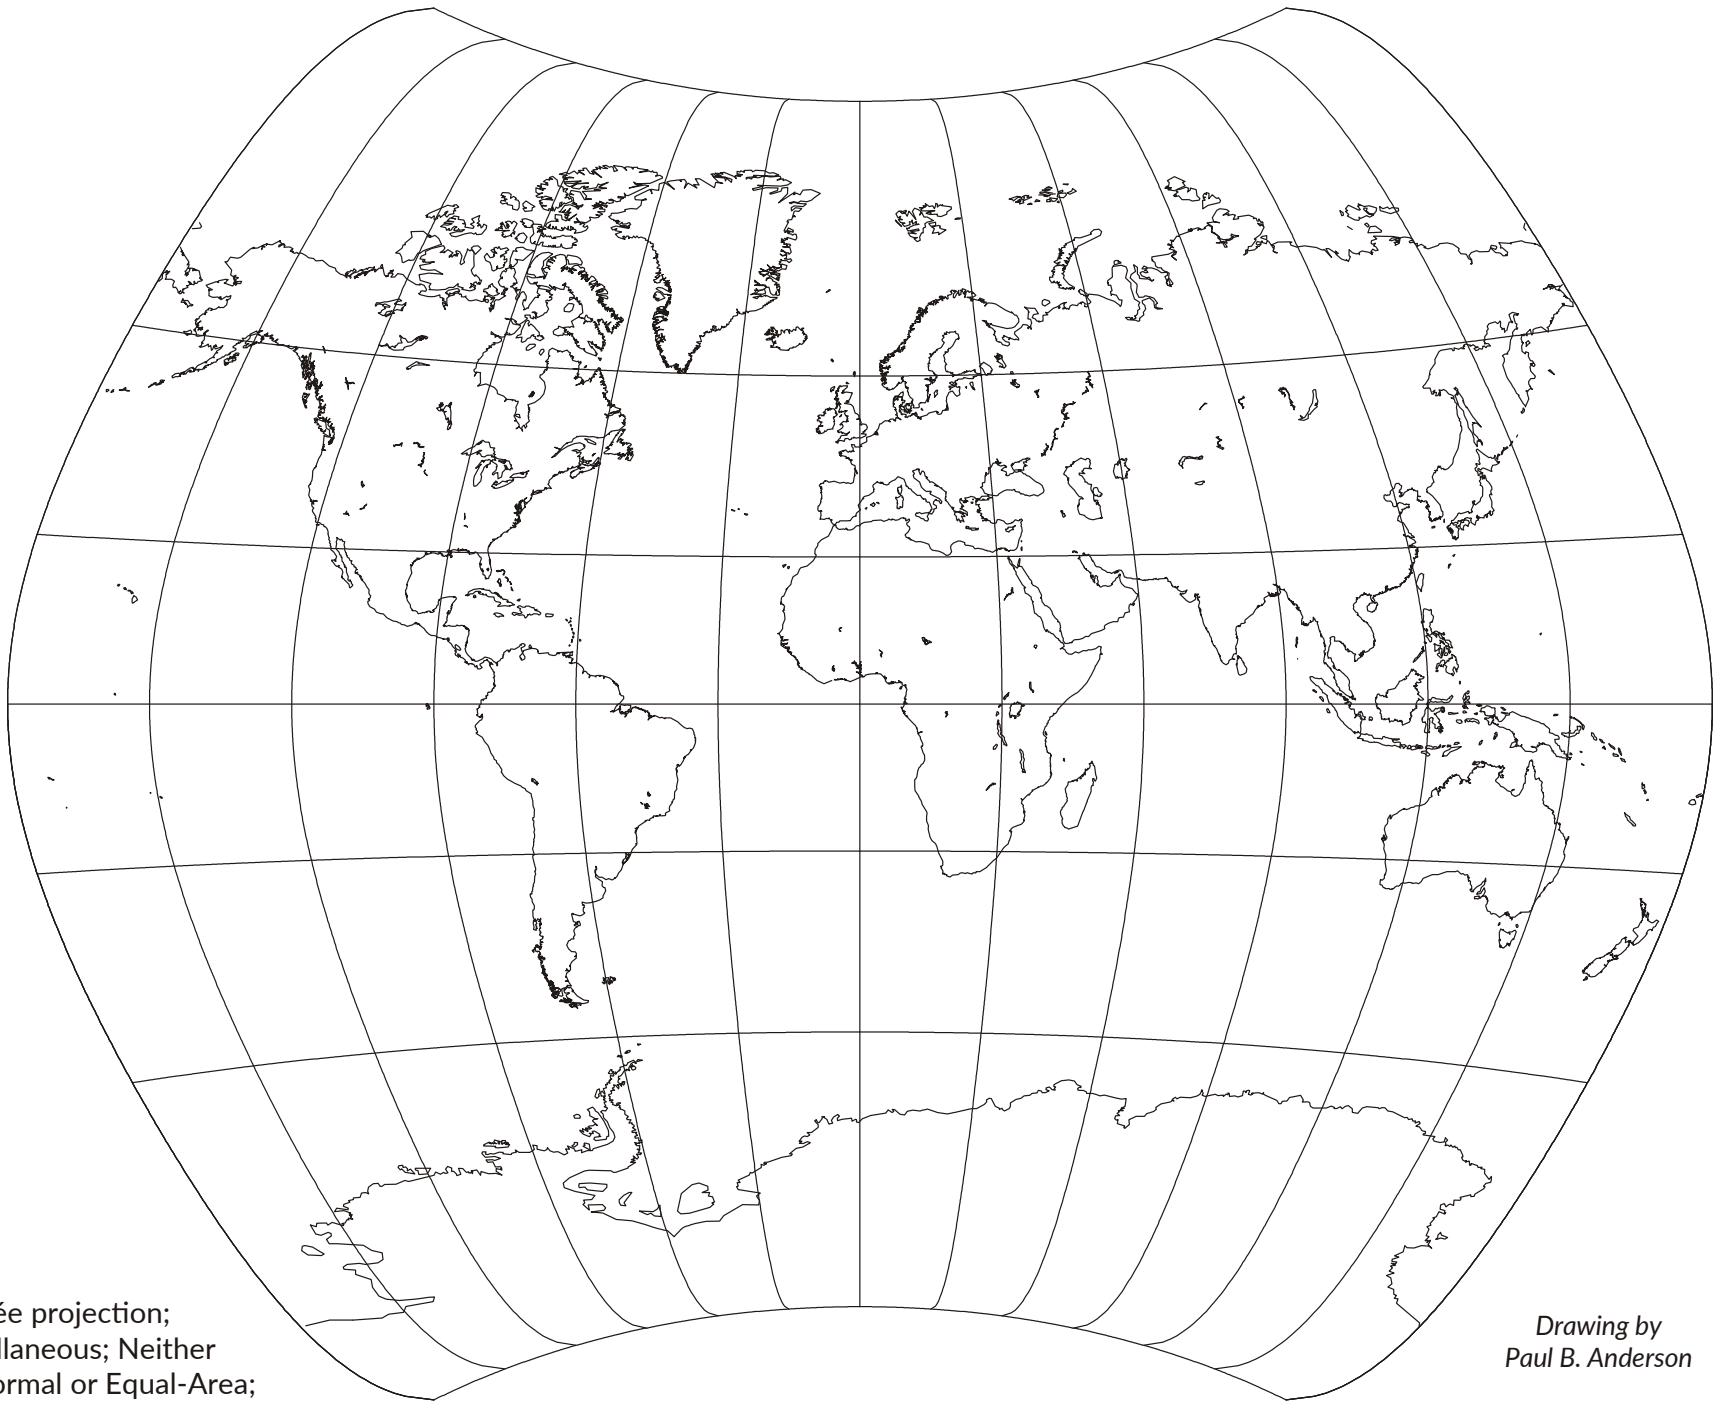 ée projection;
llaneous; Neither
ormal or Equal-Area;
Drawing by
Paul B. Anderson